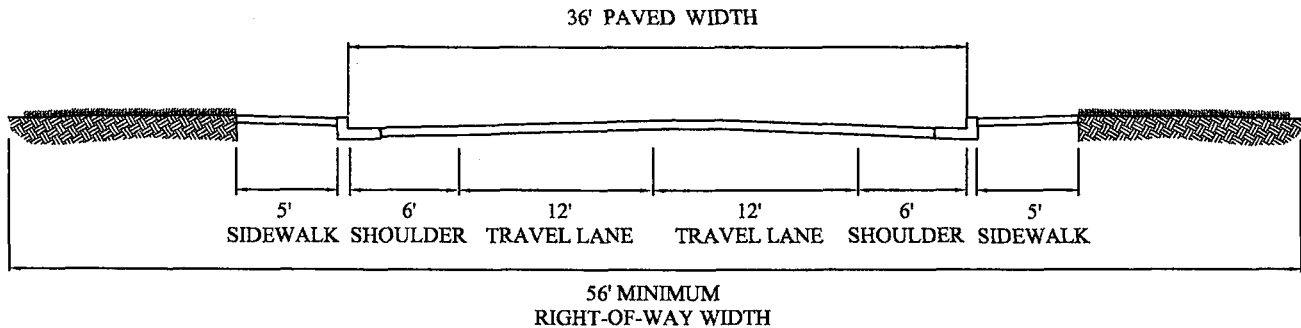 36' PAVED WIDTH
5' 6' 12' 12' 6' 5'
SIDEWALK SHOULDER TRAVEL LANE TRAVEL LANE SHOULDER SIDEWALK
56' MINIMUM
RIGHT-OF-WAY WIDTH